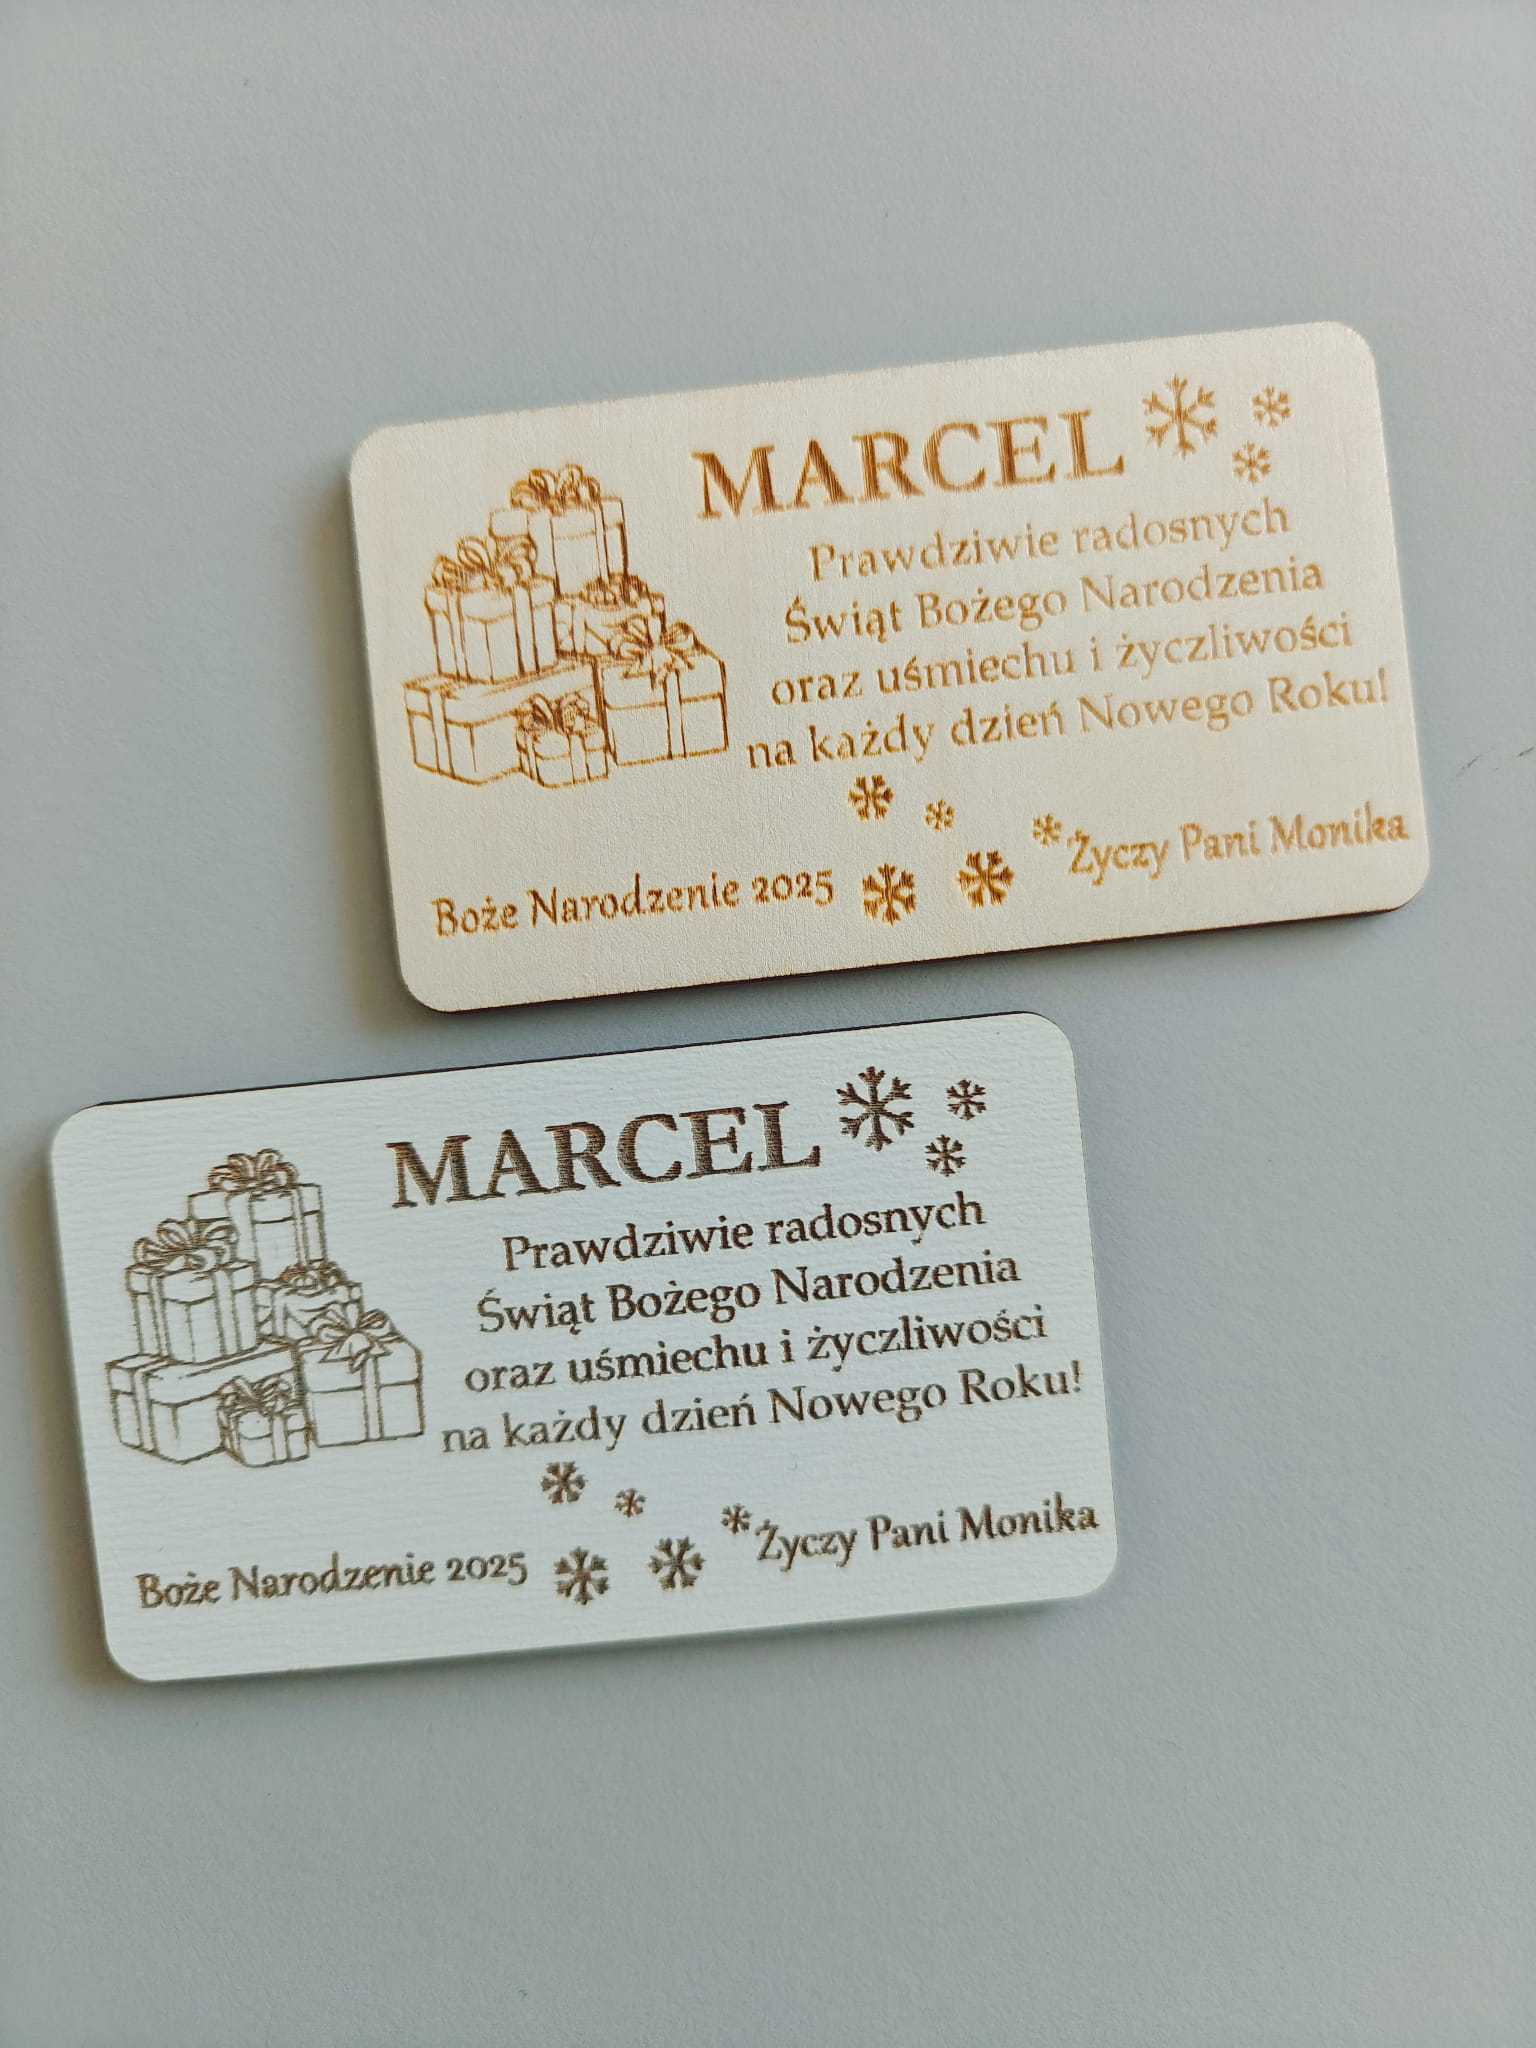 MARCEL
Prawdziwie radosnych
Świąt Bożego Narodzenia
oraz uśmiechu i życzliwości
na każdy dzień Nowego Roku!
Życzy Pani Monika
Boże Narodzenie 2025
MARCEL
Prawdziwie radosnych
Świąt Bożego Narodzenia
oraz uśmiechu i życzliwości
na każdy dzień Nowego Roku!
Życzy Pani Monika
Boże Narodzenie 2025